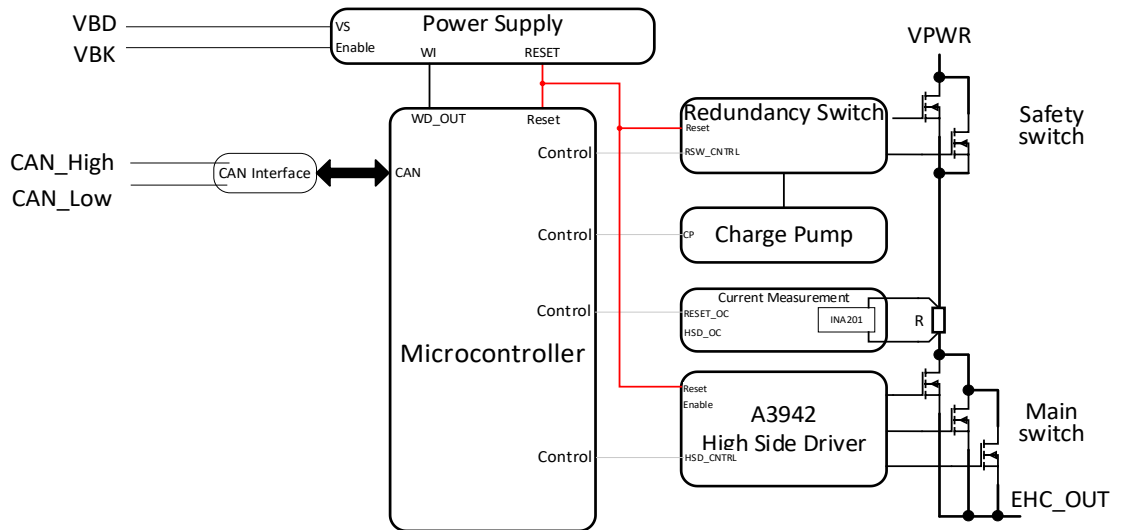 VBD
VBK
VS
Enable
Power Supply
WI
RESET
VPWR
WD_OUT
Reset
Redundancy Switch
Reset
RSW_CNTRL
Safety
switch
CAN_High
CAN_Low
CAN Interface
CAN
Control
Control
CP
Charge Pump
Control
Current Measurement
RESET_OC
HSD_OC
INA201
R
Microcontroller
Reset
Enable
A3942
High Side Driver
Main
switch
Control
HSD_CNTRL
EHC_OUT